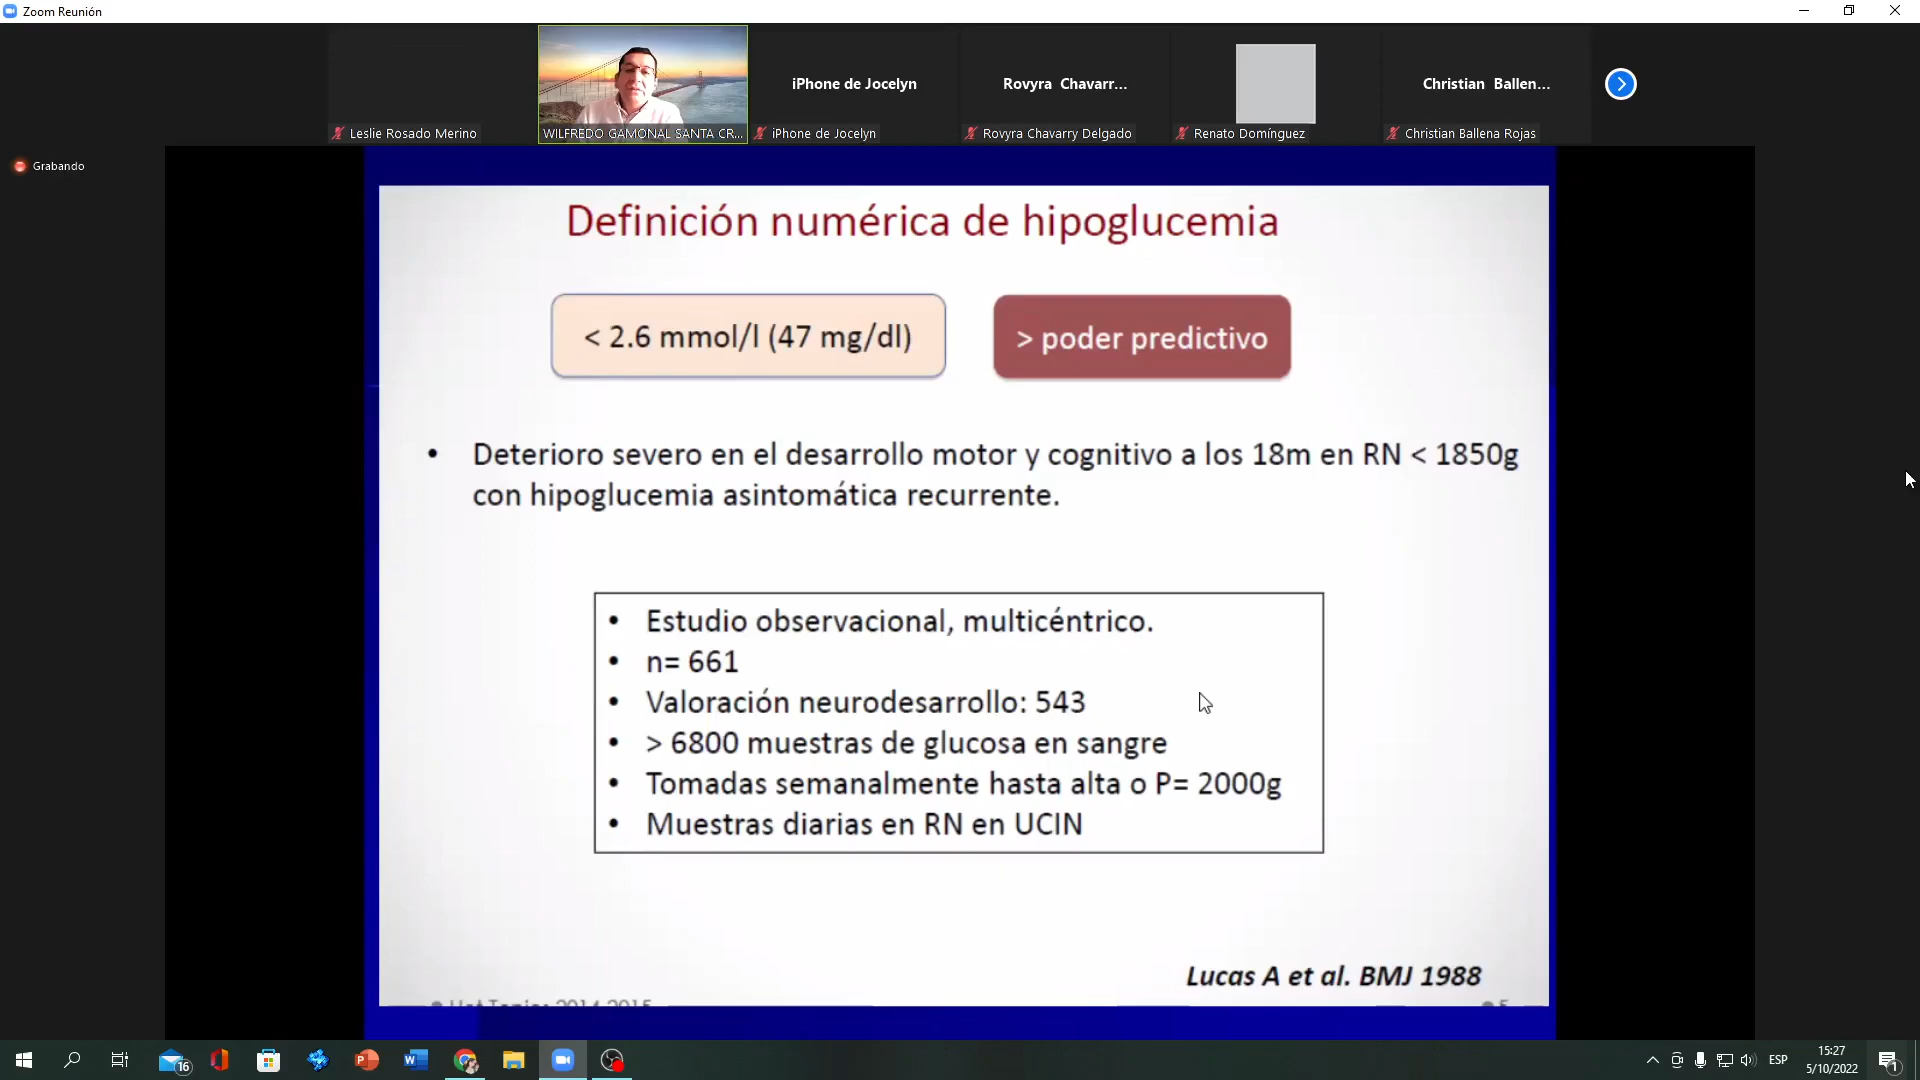 Zoom Reunión
iPhone de Jocelyn
Rovyra Chavarr...
Christian Ballen...
Leslie Rosado Merino
WILFREDO GAMONAL SANTA CR...
iPhone de Jocelyn
Rovyra Chavarry Delgado
Renato Domínguez
Christian Ballena Rojas
Grabando
Definición numérica de hipoglucemia
< 2.6 mmol/l (47 mg/dl)
> poder predictivo
• Deterioro severo en el desarrollo motor y cognitivo a los 18m en RN < 1850g
con hipoglucemia asintomática recurrente.
• Estudio observacional, multicéntrico.
• n= 661
• Valoración neurodesarrollo: 543
• > 6800 muestras de glucosa en sangre
• Tomadas semanalmente hasta alta o P= 2000g
• Muestras diarias en RN en UCIN
Lucas A et al. BMJ 1988
16
ESP
15:27
5/10/2022
1